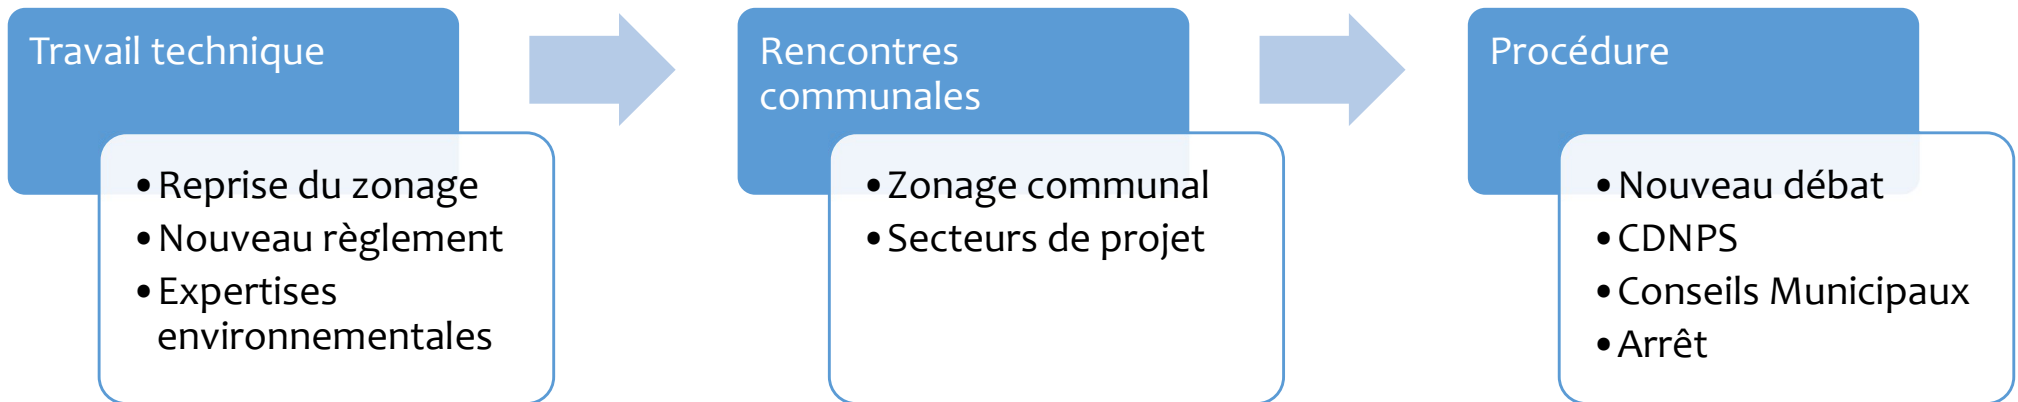 Travail technique
• Reprise du zonage
• Nouveau règlement
• Expertises
environnementales
Rencontres
communales
• Zonage communal
• Secteurs de projet
Procédure
• Nouveau débat
• CDNPS
• Conseils Municipaux
• Arrêt